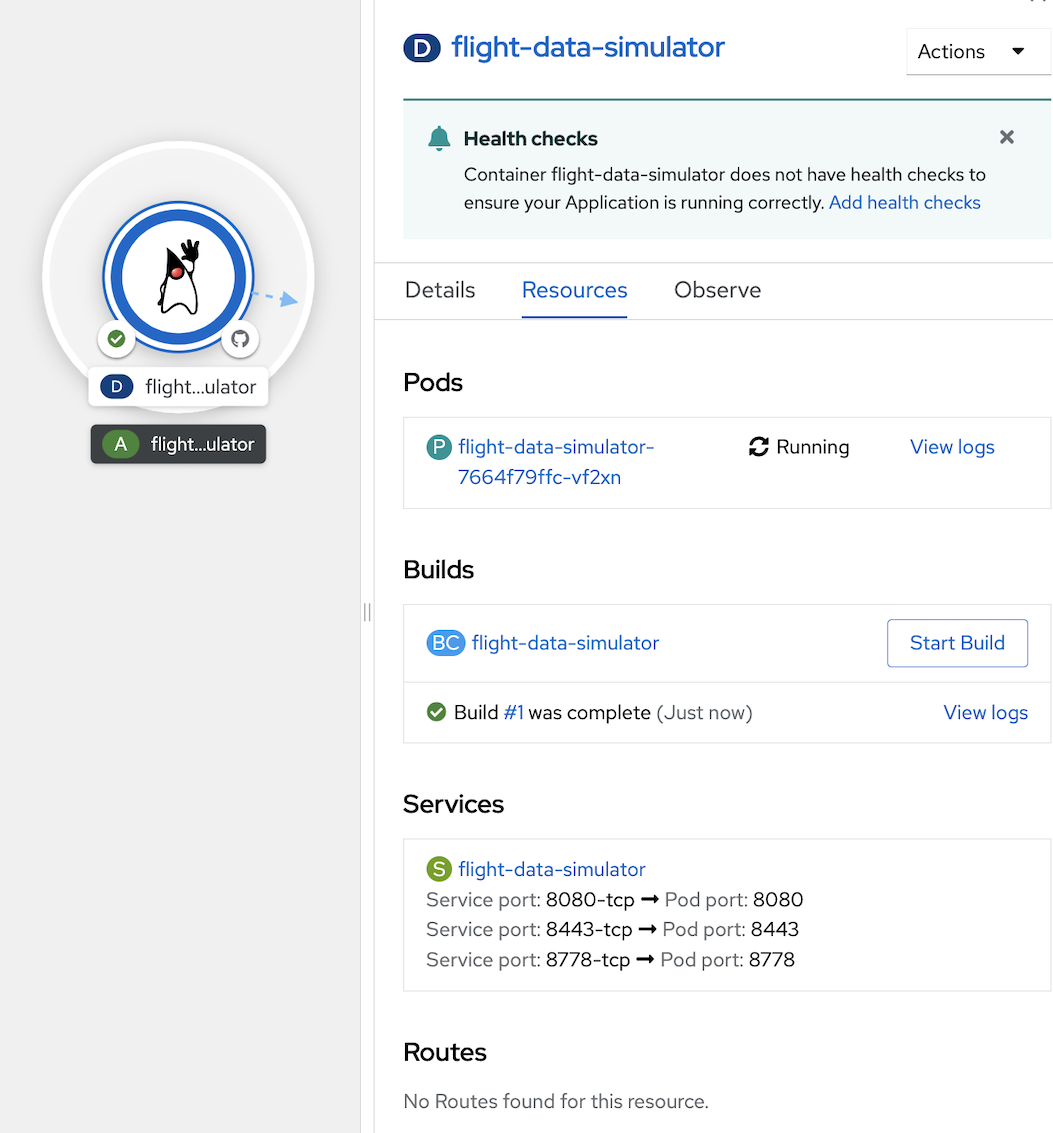 D flight-data-simulator
Actions
Health checks
Container flight-data-simulator does not have health checks to
ensure your Application is running correctly. Add health checks
Details Resources Observe
D flight...ulator
A flight...ulator
Pods
P flight-data-simulator-
7664f79ffc-vf2xn
Running View logs
Builds
BC flight-data-simulator Start Build
Build #1 was complete (Just now) View logs
Services
S flight-data-simulator
Service port: 8080-tcp ➞ Pod port: 8080
Service port: 8443-tcp ➞ Pod port: 8443
Service port: 8778-tcp ➞ Pod port: 8778
Routes
No Routes found for this resource.